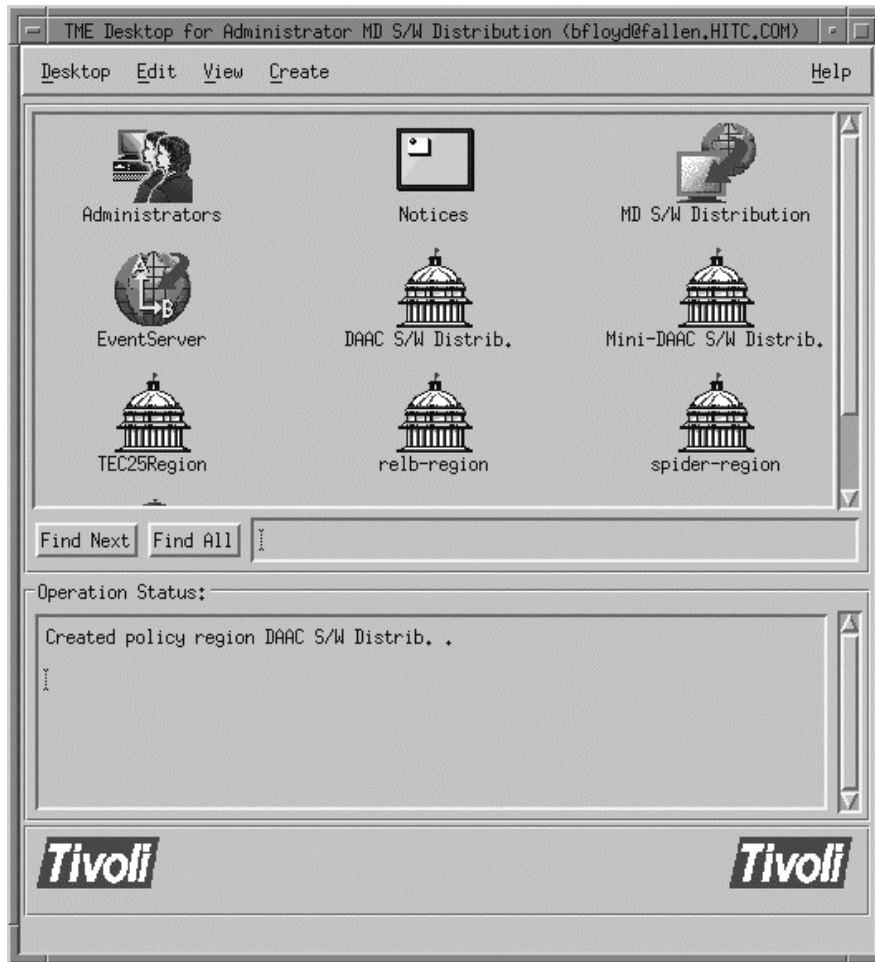 TME Desktop for Administrator MD S/W Distribution (bfloyd@fallen.HITC.COM)
Desktop Edit View Create Help
Administrators Notices MD S/W Distribution
A
B
EventServer DAAC S/W Distrib. Mini-DAAC S/W Distrib.
TEC25Region relb-region spider-region
Find Next Find All
Operation Status:
Created policy region DAAC S/W Distrib. .
Tivoli Tivoli